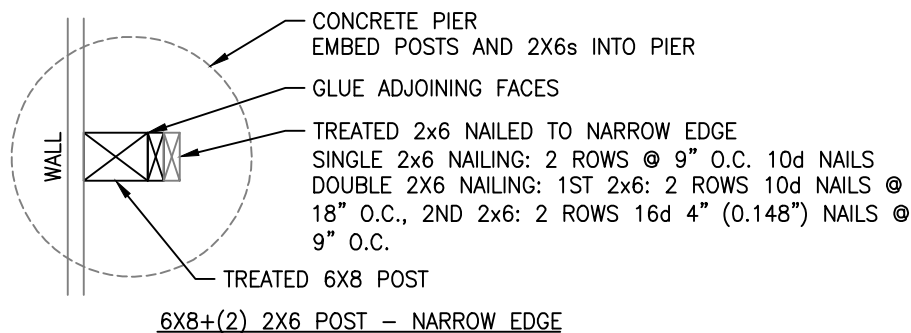 CONCRETE PIER
EMBED POSTS AND 2X6s INTO PIER
GLUE ADJOINING FACES
WALL
TREATED 2x6 NAILED TO NARROW EDGE
SINGLE 2x6 NAILING: 2 ROWS @ 9" O.C. 10d NAILS
DOUBLE 2X6 NAILING: 1ST 2x6: 2 ROWS 10d NAILS @
18" O.C., 2ND 2x6: 2 ROWS 16d 4" (0.148") NAILS @
9" O.C.
TREATED 6X8 POST
6X8+(2) 2X6 POST – NARROW EDGE